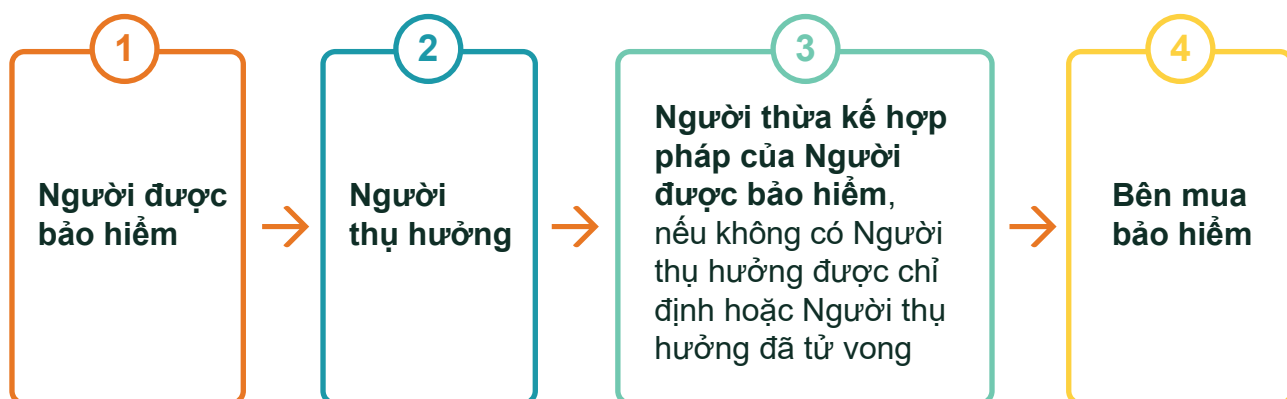 1
Người được
bảo hiểm
2
Người
thụ hưởng
3
Người thừa kế hợp
pháp của Người
được bảo hiểm,
nếu không có Người
thụ hưởng được chỉ
định hoặc Người thụ
hưởng đã tử vong
4
Bên mua
bảo hiểm